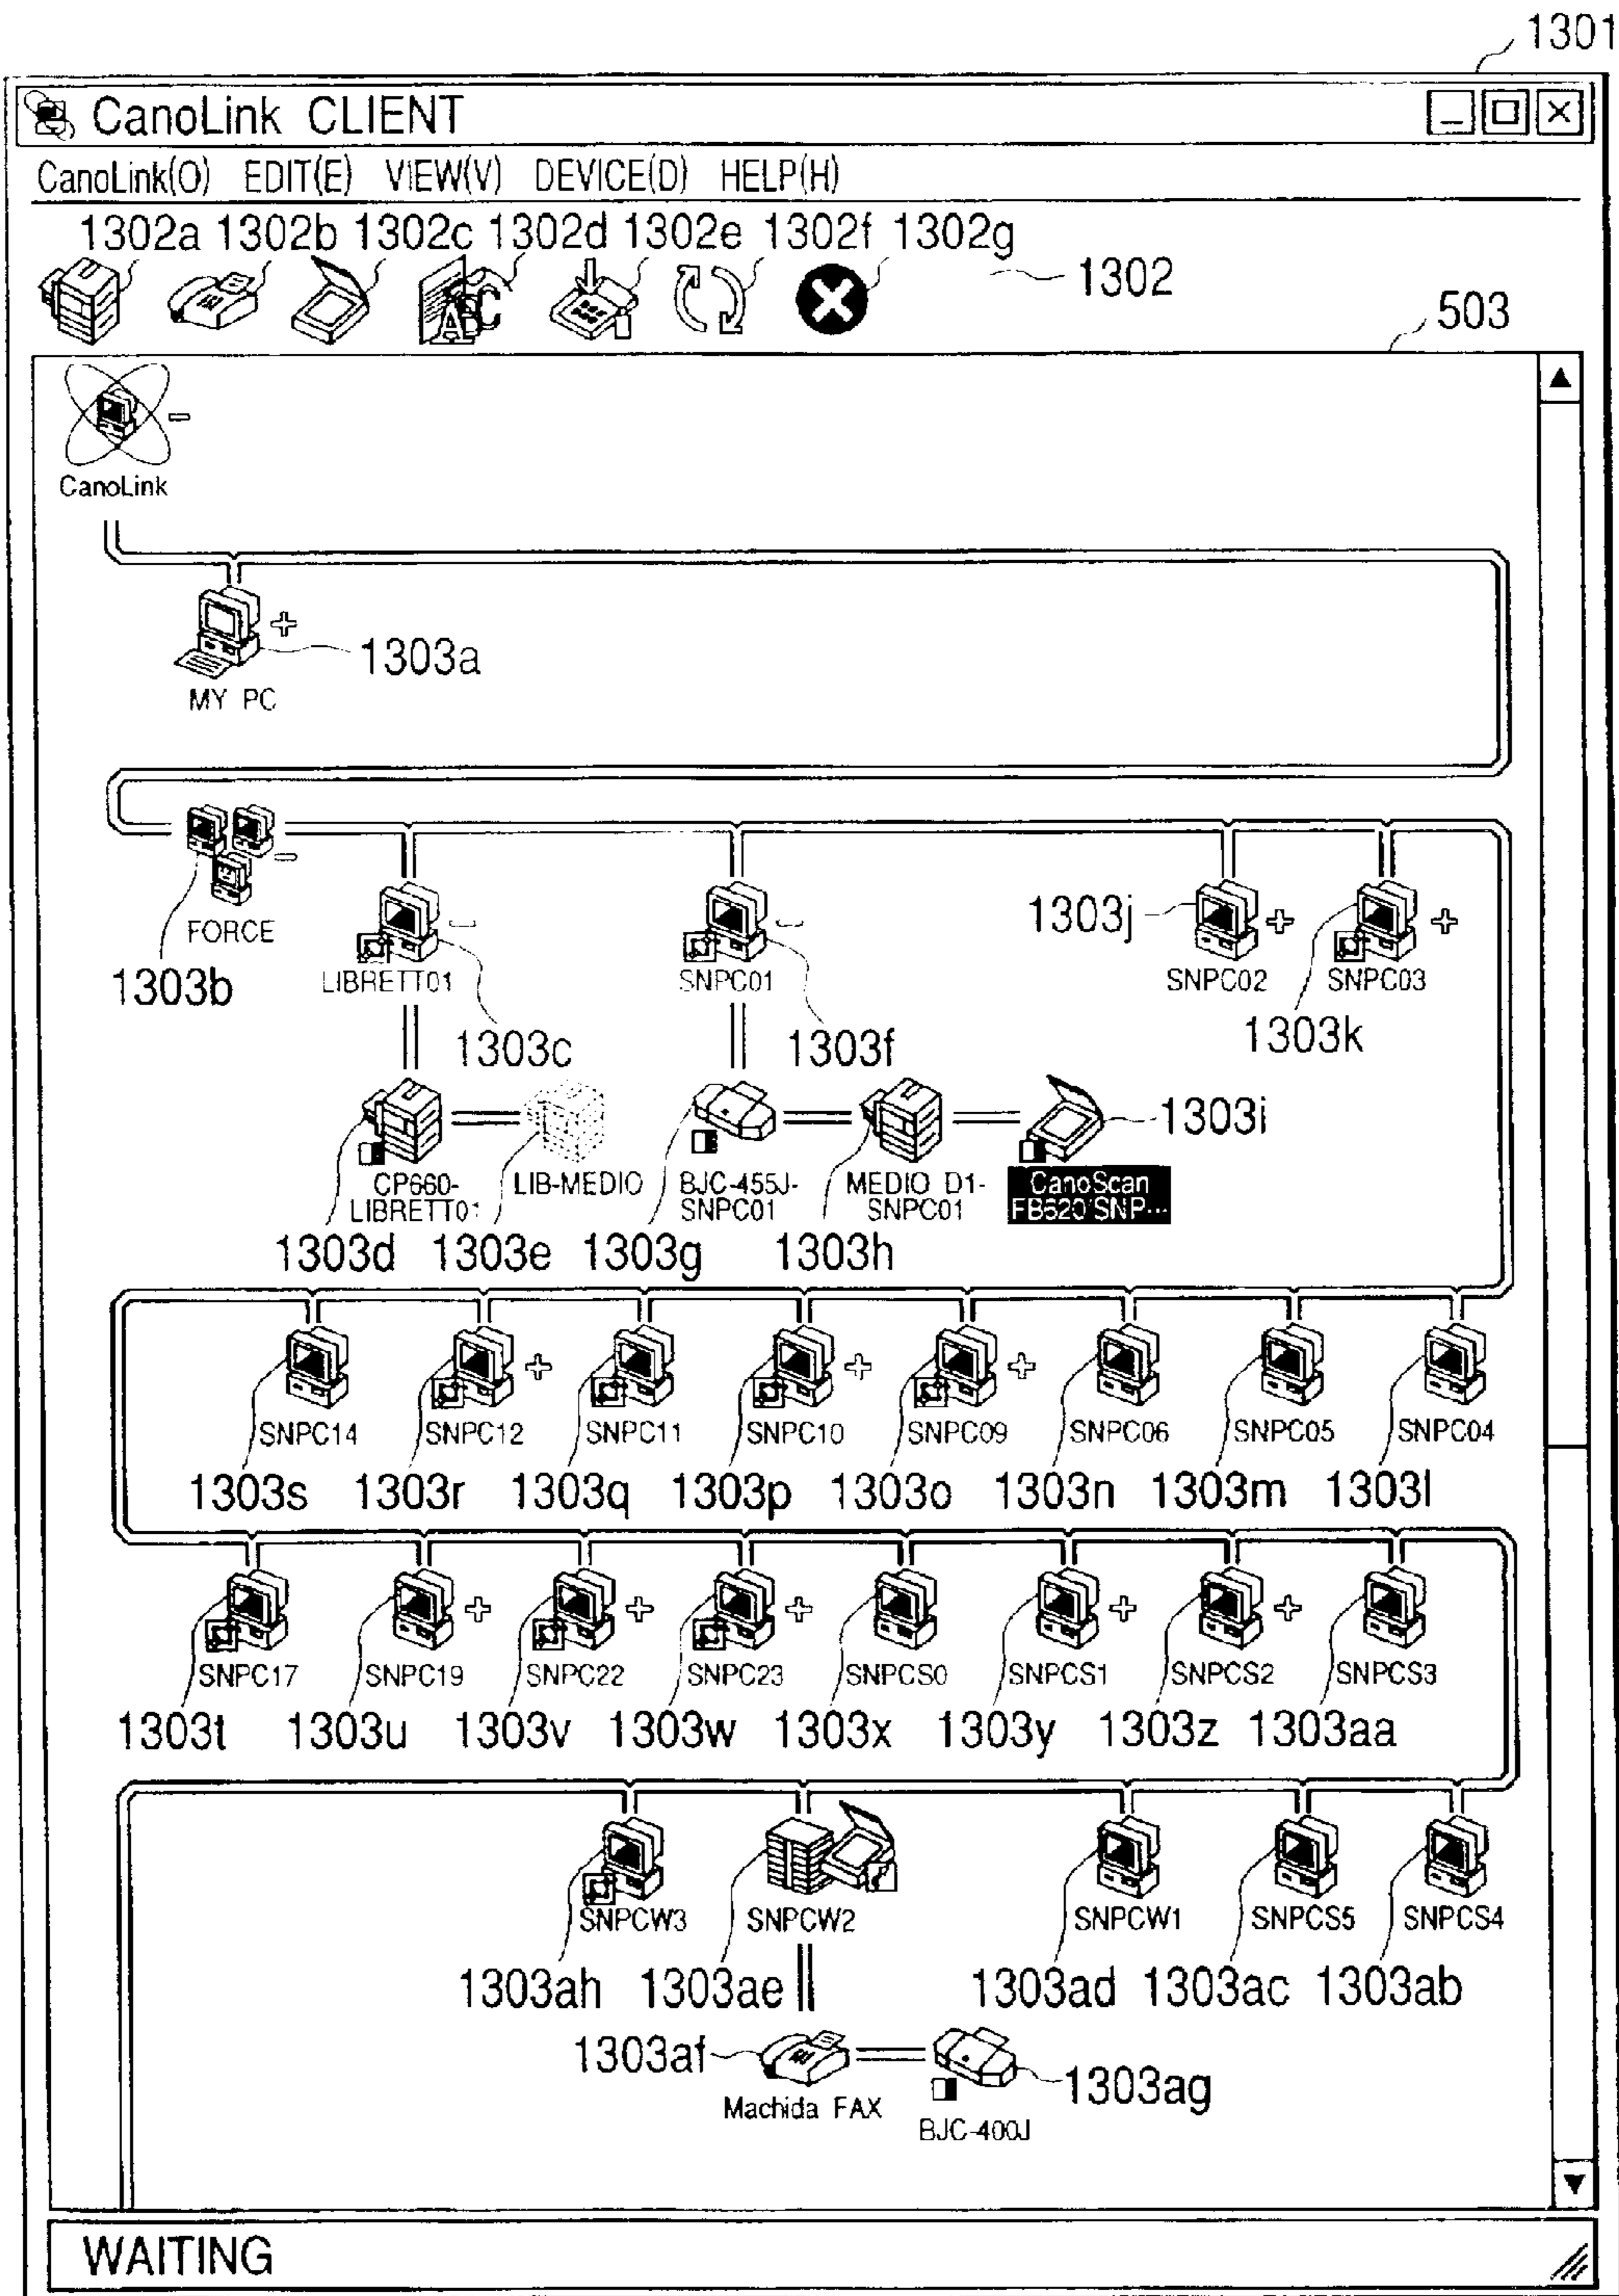 1301
CanoLink CLIENT
CanoLink(O) EDIT(E) VIEW(V) DEVICE(D) HELP(H)
1302a 1302b 1302c 1302d 1302e 1302f 1302g
1302
503
CanoLink
1303a
MY PC
FORCE
1303b
1303j
LIBRETT01
SNPC01
SNPC02
SNPC03
1303c
1303f
1303k
1303i
CP660-
LIBRETT01
LIB-MEDIO
BJC-455J-
SNPC01
MEDIO D1-
SNPC01
CanoScan
FB520/SNP...
1303d 1303e 1303g 1303h
SNPC14 SNPC12 SNPC11 SNPC10 SNPC09 SNPC06 SNPC05 SNPC04
1303s 1303r 1303q 1303p 1303o 1303n 1303m 1303l
SNPC17 SNPC19 SNPC22 SNPC23 SNPCS0 SNPCS1 SNPCS2 SNPCS3
1303t 1303u 1303v 1303w 1303x 1303y 1303z 1303aa
SNPCW3 SNPCW2 SNPCW1 SNPCS5 SNPCS4
1303ah 1303ae 1303ad 1303ac 1303ab
1303af
1303ag
Machida FAX
BJC-400J
WAITING